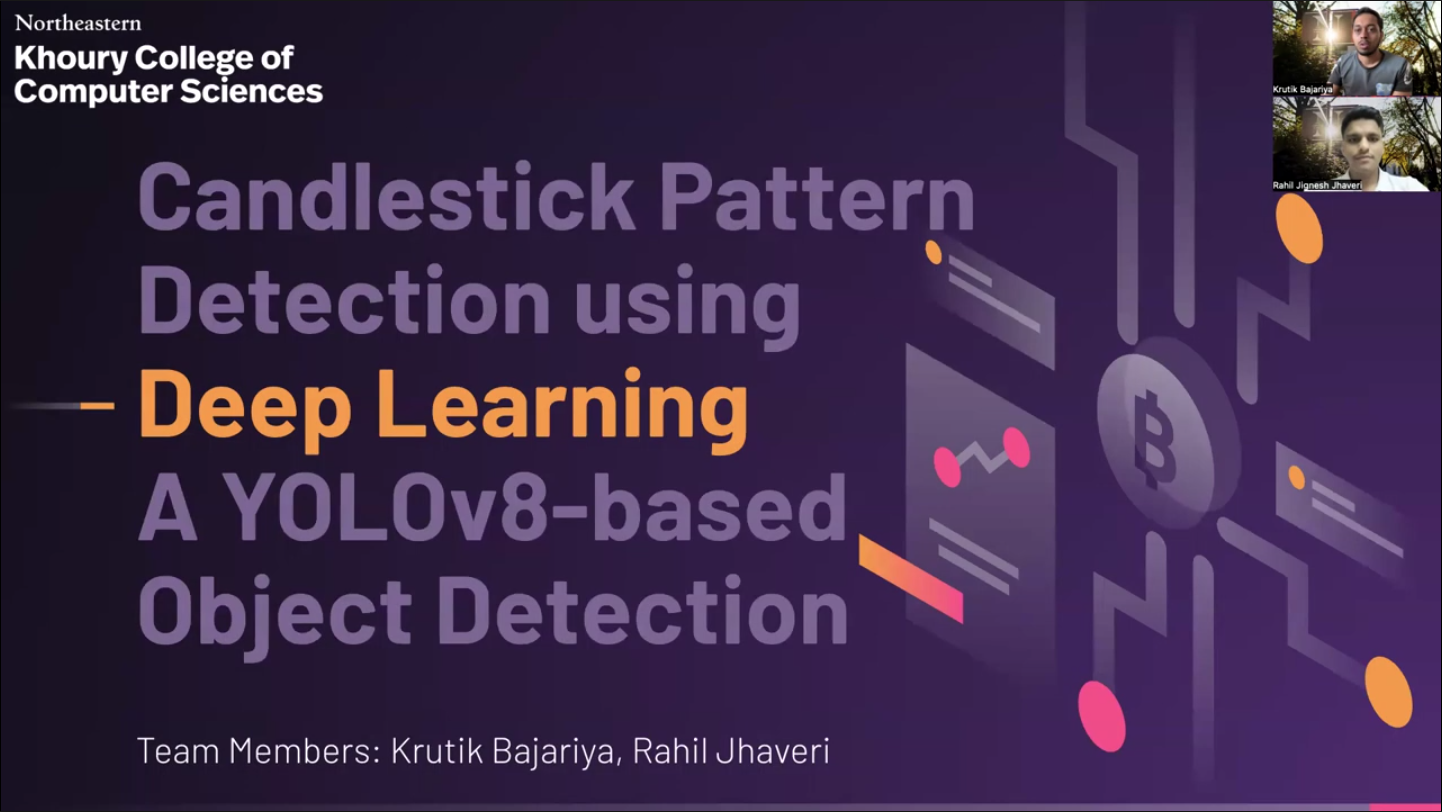 Northeastern
Khoury College of
Computer Sciences
Krutik Bajariya
Rahil Jignesh Jhaveri
Candlestick Pattern
Detection using
Deep Learning
A YOLOv8-based
Object Detection
Team Members: Krutik Bajariya, Rahil Jhaveri